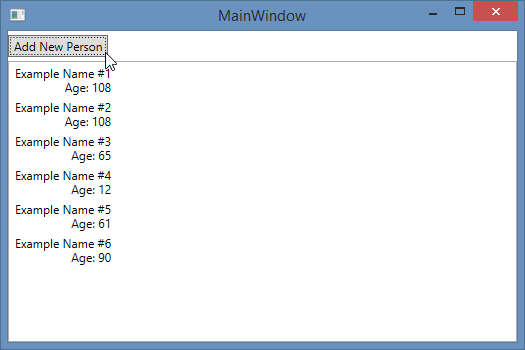 MainWindow
Add New Person
Example Name #1
Age: 108
Example Name #2
Age: 108
Example Name #3
Age: 65
Example Name #4
Age: 12
Example Name #5
Age: 61
Example Name #6
Age: 90